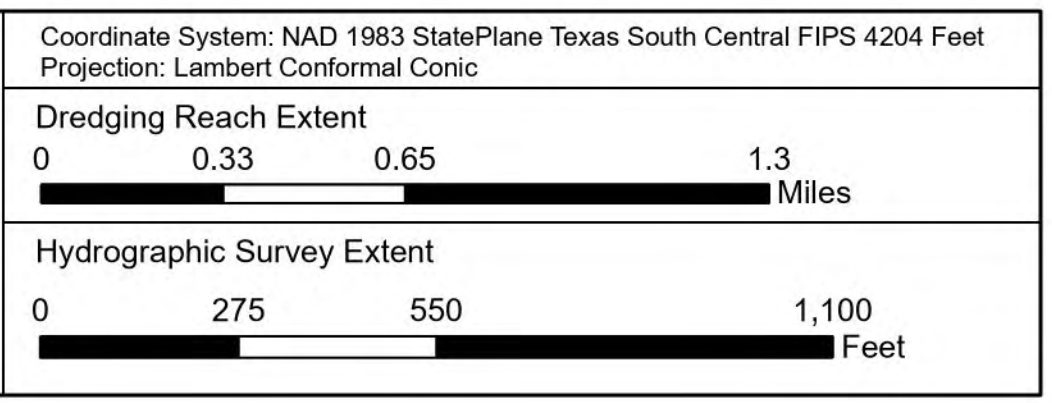 Coordinate System: NAD 1983 StatePlane Texas South Central FIPS 4204 Feet
Projection: Lambert Conformal Conic
Dredging Reach Extent
0 0.33 0.65 1.3
Miles
Hydrographic Survey Extent
0 275 550 1,100
Feet